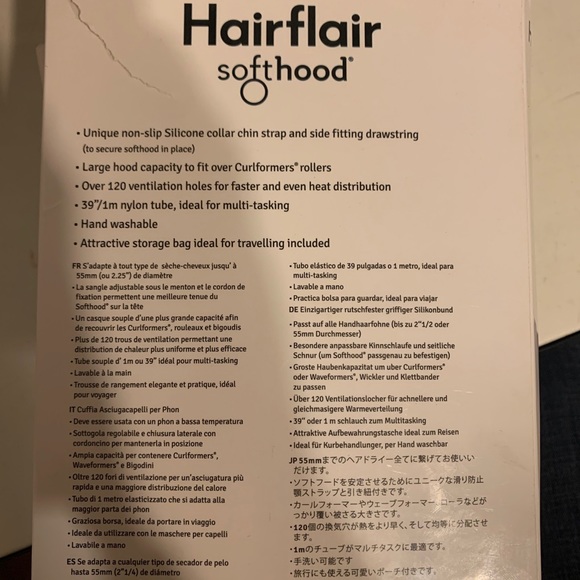 Hairflair
softhood®
• Unique non-slip Silicone collar chin strap and side fitting drawstring
(to secure softhood in place)
• Large hood capacity to fit over Curlformers® rollers
• Over 120 ventilation holes for faster and even heat distribution
• 39"/1m nylon tube, ideal for multi-tasking
• Hand washable
• Attractive storage bag ideal for travelling included
FR S'adapte à tout type de sèche-cheveux jusqu' à
55mm (ou 2.25") de diamètre
• La sangle adjustable sous le menton et le cordon de
fixation permettent une meilleure tenue du
Softhood® sur la tête
• Un casque souple d'une plus grande capacité afin
de recouvrir les Curlformers®, rouleaux et bigoudis
• Plus de 120 trous de ventilation permettant une
distribution de chaleur plus uniforme et plus efficace
• Tube souple d' 1m ou 39" idéal pour multi-tasking
• Lavable à la main
• Trousse de rangement elegante et pratique, idéal
pour voyager
IT Cuffia Asciugacapelli per Phon
• Deve essere usata con un phon a bassa temperatura
• Sottogola regolabile e chiusura laterale con
cordoncino per mantenerla in posizione
• Ampla capacità per contenere Curlformers®,
Waveformers® e Bigodini
• Oltre 120 fori di ventilazione per un'asciugatura più
rapida e una maggiore distribuzione del calore
• Tubo di 1 metro elasticizzato che si adatta alla
maggior parte dei phon
• Graziosa borsa, ideale da portare in viaggio
• Ideale da utilizzare con le maschere per capelli
• Lavabile a mano
ES Se adapta a cualquier tipo de secador de pelo
hasta 55mm (2"1/4) de diámetro
• Tubo elástico de 39 pulgadas o 1 metro, ideal para
multi-tasking
• Lavable a mano
• Practica bolsa para guardar, ideal para viajar
DE Einzigartiger rutschfester griffiger Silikonbund
• Passt auf alle Handhaarfohne (bis zu 2"1/2 oder
55mm Durchmesser)
• Besondere anpassbare Kinnschlaufe und seitliche
Schnur (um Softhood® passgenau zu befestigen)
• Groste Haubenkapazitat um uber Curlformers®
oder Waveformers®, Wickler und Klettbander
zu passen
• Über 120 Ventilationslocher für achnellere und
gleichmasigere Warmeverteilung
• 39" oder 1 m schlauch zum Multitasking
• Attraktive Aufbewahrungstasche ideal zum Reisen
• Ideal für Kurbehandlunger, per Hand waschbar
JP 55mmまでのヘアドライー全てに繋げてお使いい
だけます。
・ソフトフードを安定させるためにユニークな滑り防止
顎ストラップと引き紐付きです。
・カールフォーマーやウェーブフォーマー、ローラなどが
かっり覆い被さる大きさです。
・120個の換気穴が熱をより早く、そして均等に分配させ
ます。
・1mのチューブがマルチタスクに最適です。
・手洗い可能です
・旅行にも使える可愛いポーチ付きです。